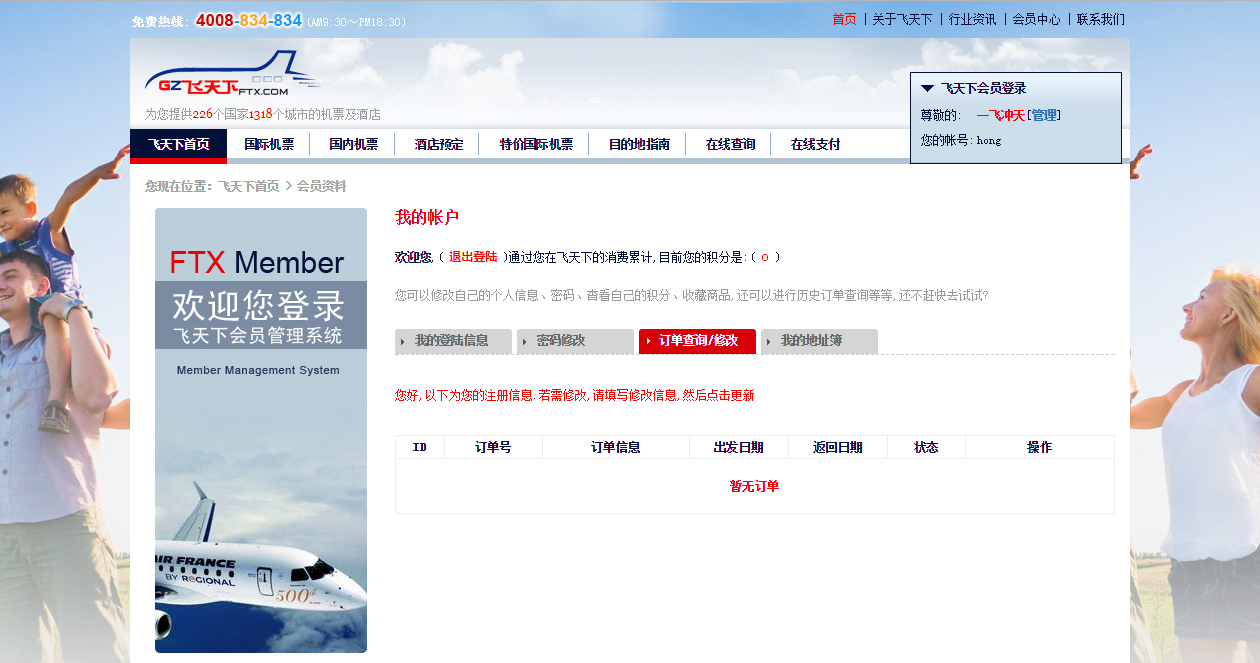 免费热线: 4008-834-834 (AM9:30～PM18:30)
首页 | 关于飞天下 | 行业资讯 | 会员中心 | 联系我们
GZ飞天下FTX.COM
为您提供226个国家1318个城市的机票及酒店
飞天下会员登录
尊敬的: 一飞冲天[管理]
您的帐号: hong
飞天下首页 国际机票 国内机票 酒店预定 特价国际机票 目的地指南 在线查询 在线支付
您现在位置: 飞天下首页 > 会员资料
FTX Member
欢迎您登录
飞天下会员管理系统
Member Management System
AIR FRANCE
BY REGIONAL
500
我的帐户
欢迎您, ( 退出登陆 )通过您在飞天下的消费累计, 目前您的积分是: ( 0 )
您可以修改自己的个人信息、密码、查看自己的积分、收藏商品, 还可以进行历史订单查询等等, 还不赶快去试试?
我的登陆信息 密码修改 订单查询/修改 我的地址簿
您好, 以下为您的注册信息. 若需修改, 请填写修改信息, 然后点击更新
ID 订单号 订单信息 出发日期 返回日期 状态 操作
暂无订单